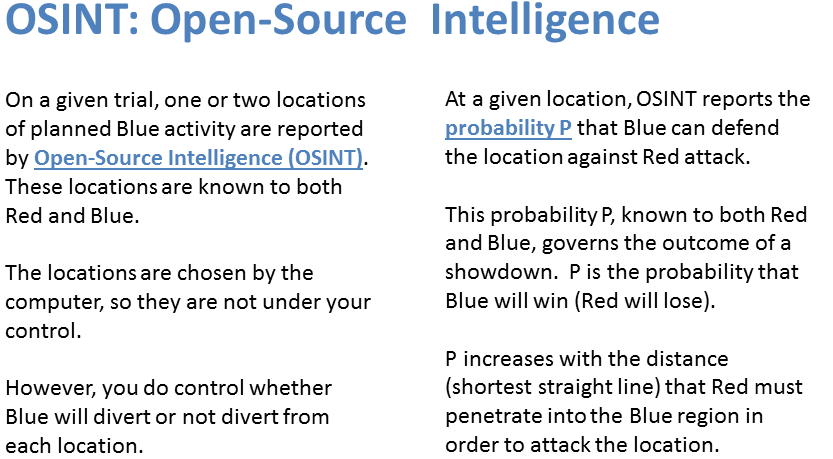 OSINT: Open-Source Intelligence
On a given trial, one or two locations
of planned Blue activity are reported
by Open-Source Intelligence (OSINT).
These locations are known to both
Red and Blue.
The locations are chosen by the
computer, so they are not under your
control.
However, you do control whether
Blue will divert or not divert from
each location.
At a given location, OSINT reports the
probability P that Blue can defend
the location against Red attack.
This probability P, known to both Red
and Blue, governs the outcome of a
showdown. P is the probability that
Blue will win (Red will lose).
P increases with the distance
(shortest straight line) that Red must
penetrate into the Blue region in
order to attack the location.